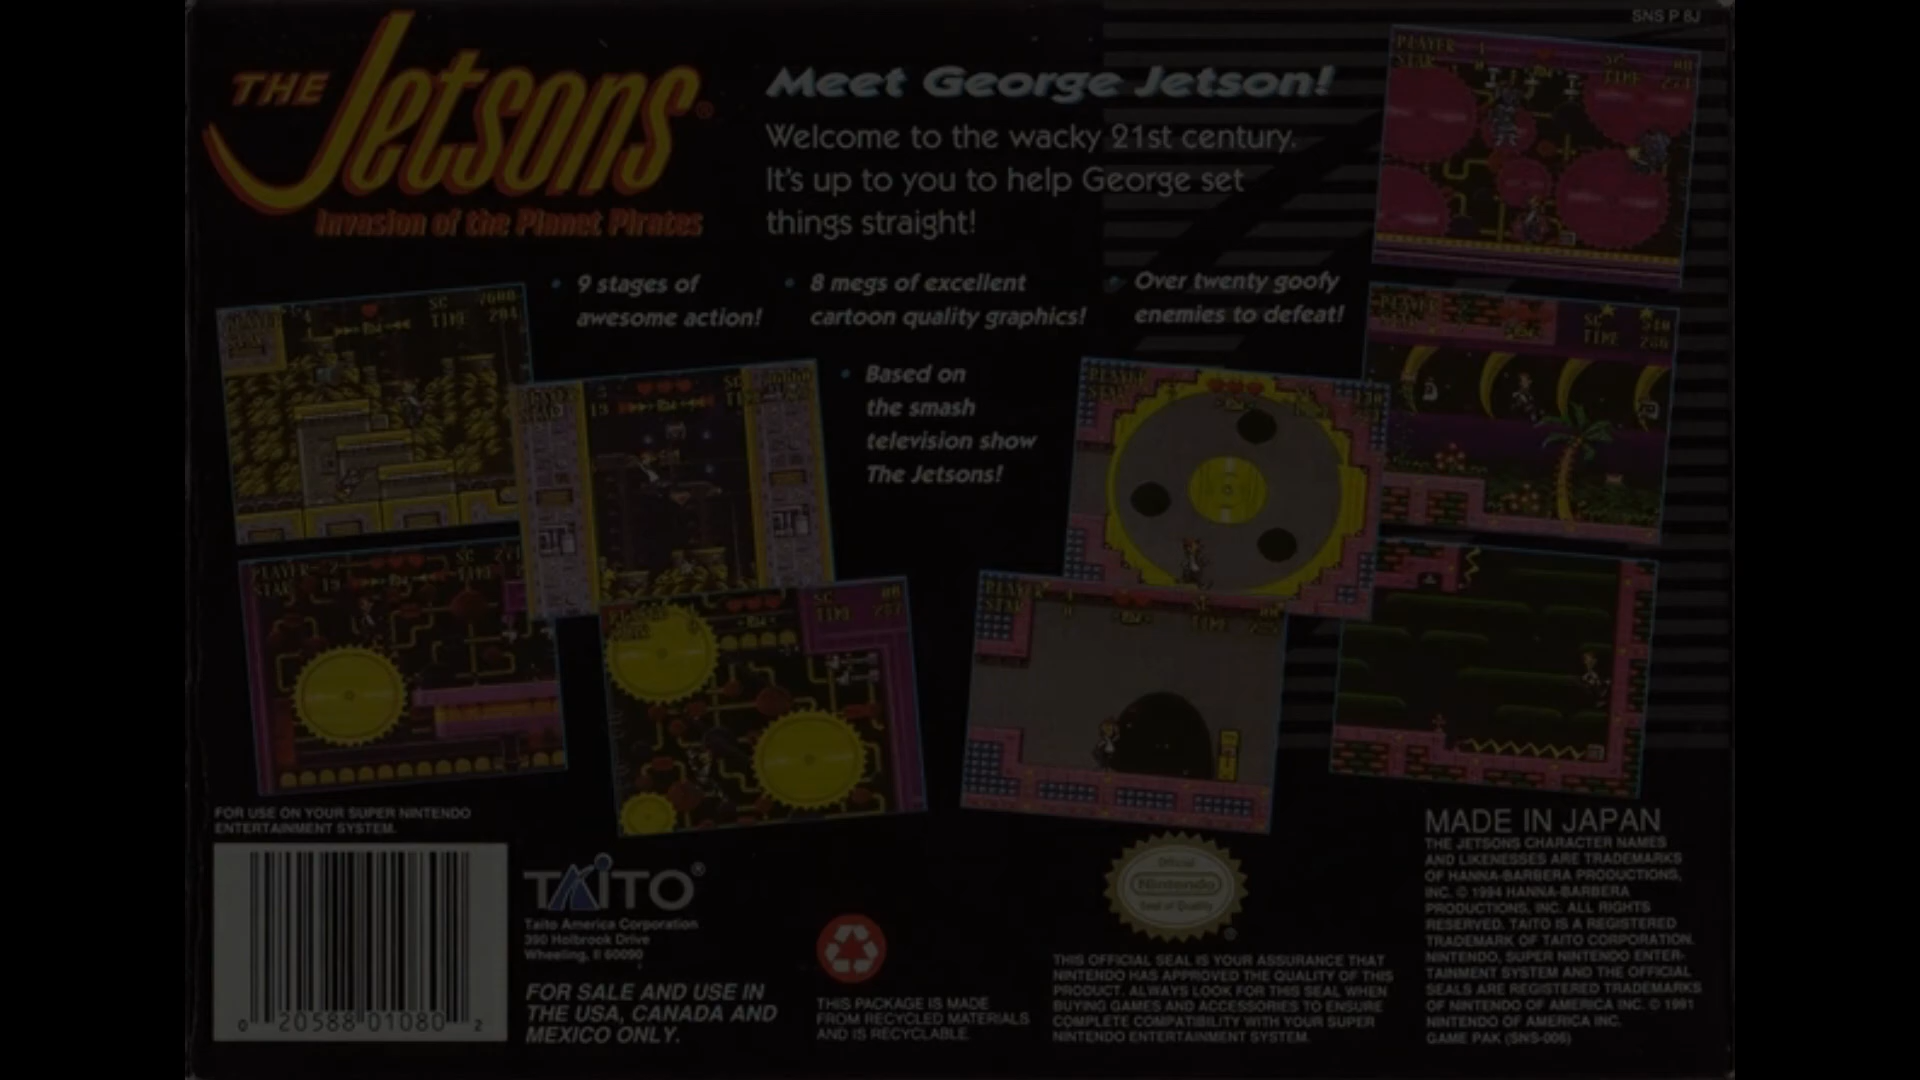 SNS P 8J
THE Jetsons®
Invasion of the Planet Pirates
Meet George Jetson!
Welcome to the wacky 21st century.
It's up to you to help George set
things straight!
• 9 stages of
awesome action!
• 8 megs of excellent
cartoon quality graphics!
• Over twenty goofy
enemies to defeat!
• Based on
the smash
television show
The Jetsons!
FOR USE ON YOUR SUPER NINTENDO
ENTERTAINMENT SYSTEM.
0 20588 01080 2
TAITO®
Taito America Corporation
390 Holbrook Drive
Wheeling, Il 60090
FOR SALE AND USE IN
THE USA, CANADA AND
MEXICO ONLY.
THIS PACKAGE IS MADE
FROM RECYCLED MATERIALS
AND IS RECYCLABLE.
Official
Nintendo
Seal of Quality
®
THIS OFFICIAL SEAL IS YOUR ASSURANCE THAT
NINTENDO HAS APPROVED THE QUALITY OF THIS
PRODUCT. ALWAYS LOOK FOR THIS SEAL WHEN
BUYING GAMES AND ACCESSORIES TO ENSURE
COMPLETE COMPATIBILITY WITH YOUR SUPER
NINTENDO ENTERTAINMENT SYSTEM.
MADE IN JAPAN
THE JETSONS CHARACTER NAMES
AND LIKENESSES ARE TRADEMARKS
OF HANNA-BARBERA PRODUCTIONS,
INC. © 1994 HANNA-BARBERA
PRODUCTIONS, INC. ALL RIGHTS
RESERVED. TAITO IS A REGISTERED
TRADEMARK OF TAITO CORPORATION.
NINTENDO, SUPER NINTENDO ENTER-
TAINMENT SYSTEM AND THE OFFICIAL
SEALS ARE REGISTERED TRADEMARKS
OF NINTENDO OF AMERICA INC. © 1991
NINTENDO OF AMERICA INC.
GAME PAK (SNS-006)